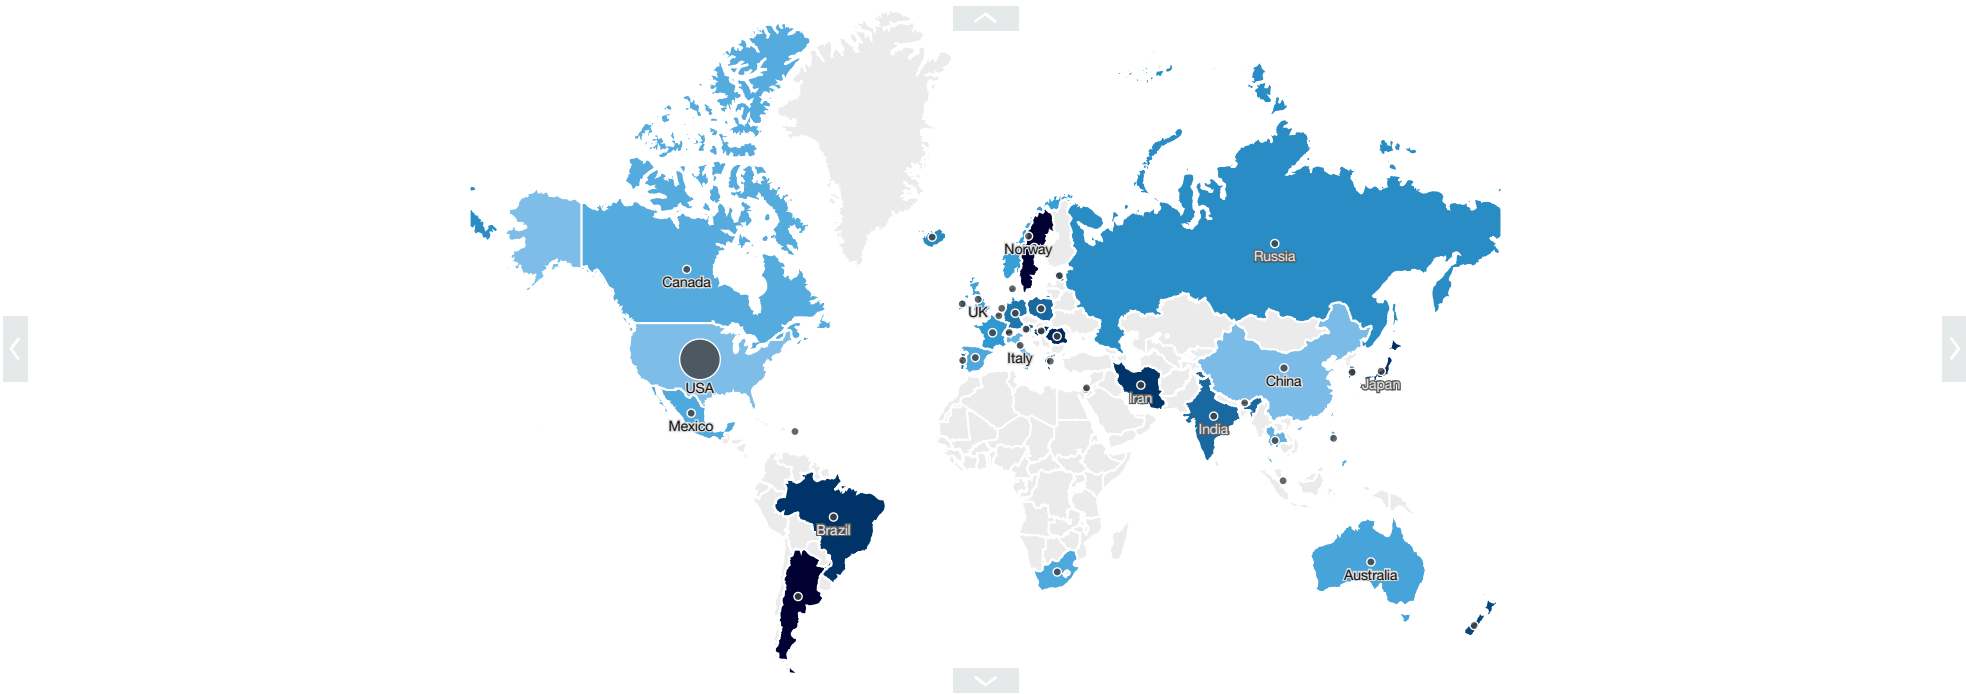 Norway
Russia
Canada
UK
Italy
USA
China
Japan
Iran
Mexico
India
Brazil
Australia